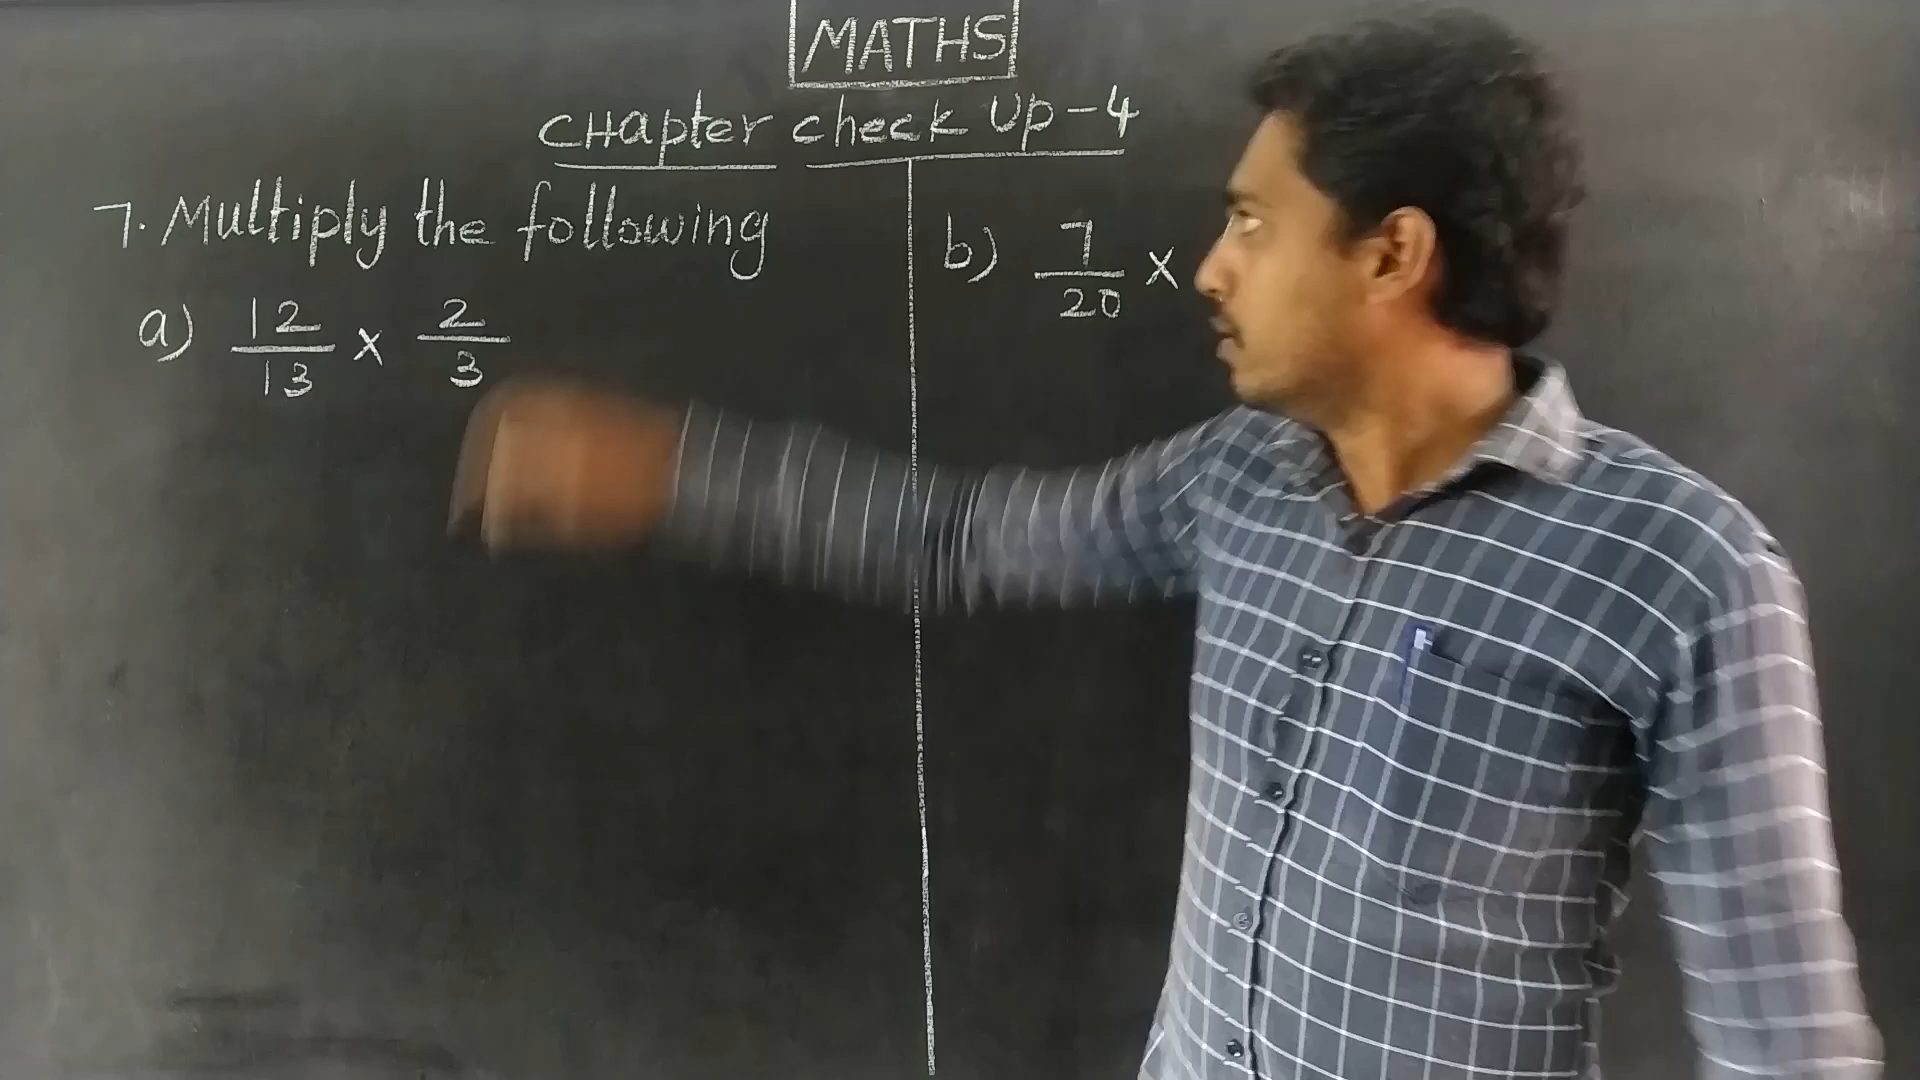 MATHS
CHapter check Up-4
7. Multiply the following
a) 12/13 x 2/3
b) 7/20 x